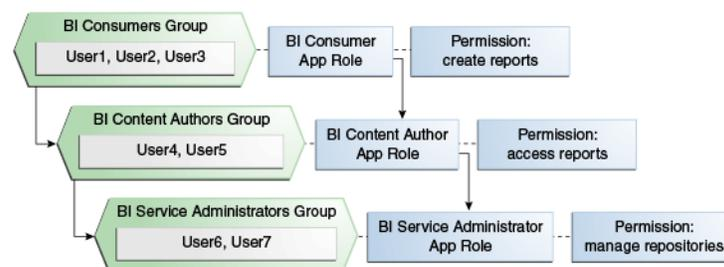 BI Consumers Group
User1, User2, User3
BI Consumer
App Role
Permission:
create reports
BI Content Authors Group
User4, User5
BI Content Author
App Role
Permission:
access reports
BI Service Administrators Group
User6, User7
BI Service Administrator
App Role
Permission:
manage repositories